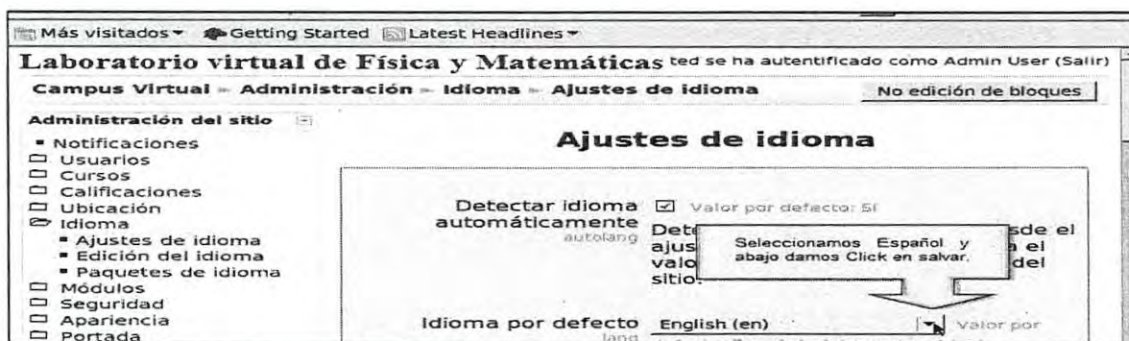 Más visitados Getting Started Latest Headlines
Laboratorio virtual de Física y Matemáticas ted se ha autentificado como Admin User (Salir)
Campus Virtual Administración Idioma Ajustes de idioma
No edición de bloques
Administración del sitio
Notificaciones
Usuarios
Cursos
Calificaciones
Ubicación
Idioma
Ajustes de idioma
Edición del idioma
Paquetes de idioma
Módulos
Seguridad
Apariencia
Portada
Ajustes de idioma
Detectar idioma automáticamente
autolang
Valor por defecto: Sí
sde el
el
del
sitio.
Seleccionamos Español y
abajo damos Click en salvar.
Idioma por defecto
lang
English (en)
Valor por